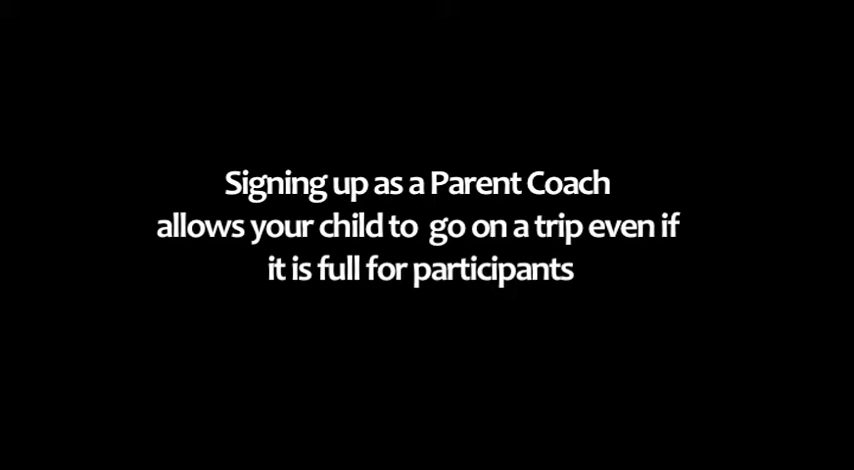 Signing up as a Parent Coach
allows your child to  go on a trip even if
it is full for participants